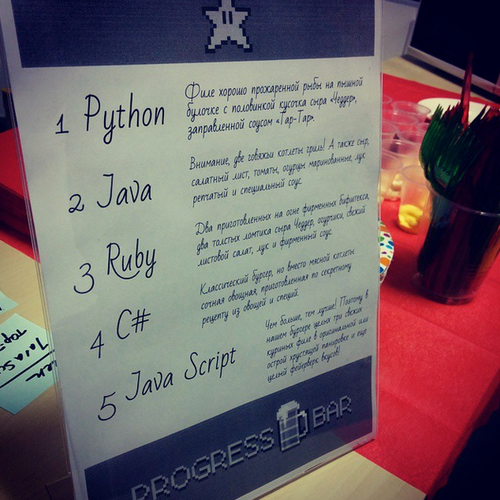 1 Python
Филе хорошо прожаренной рыбы на пышной
булочке с половинкой кусочка сыра «Чеддер»,
заправленной соусом «Тар-Тар».
2 Java
Внимание, две говяжьи котлеты гриль! А также сыр,
салатный лист, томаты, огурцы маринованные, лук
репчатый и специальный соус.
3 Ruby
Два приготовленных на огне фирменных бифштекса,
два толстых ломтика сыра Чеддер, огурчики, свежий
листовой салат, лук и фирменный соус
4 C#
Классический бургер, но вместо мясной котлеты
сочная овощная, приготовленная по секретному
рецепту из овощей и специй.
5 Java Script
Чем больше, тем лучше! Поэтому в
нашем бургере целых три свежих
куриных филе в оригинальной или
острой хрустящей панировке и еще
целый фейерверк вкусов!
PROGRESS BAR